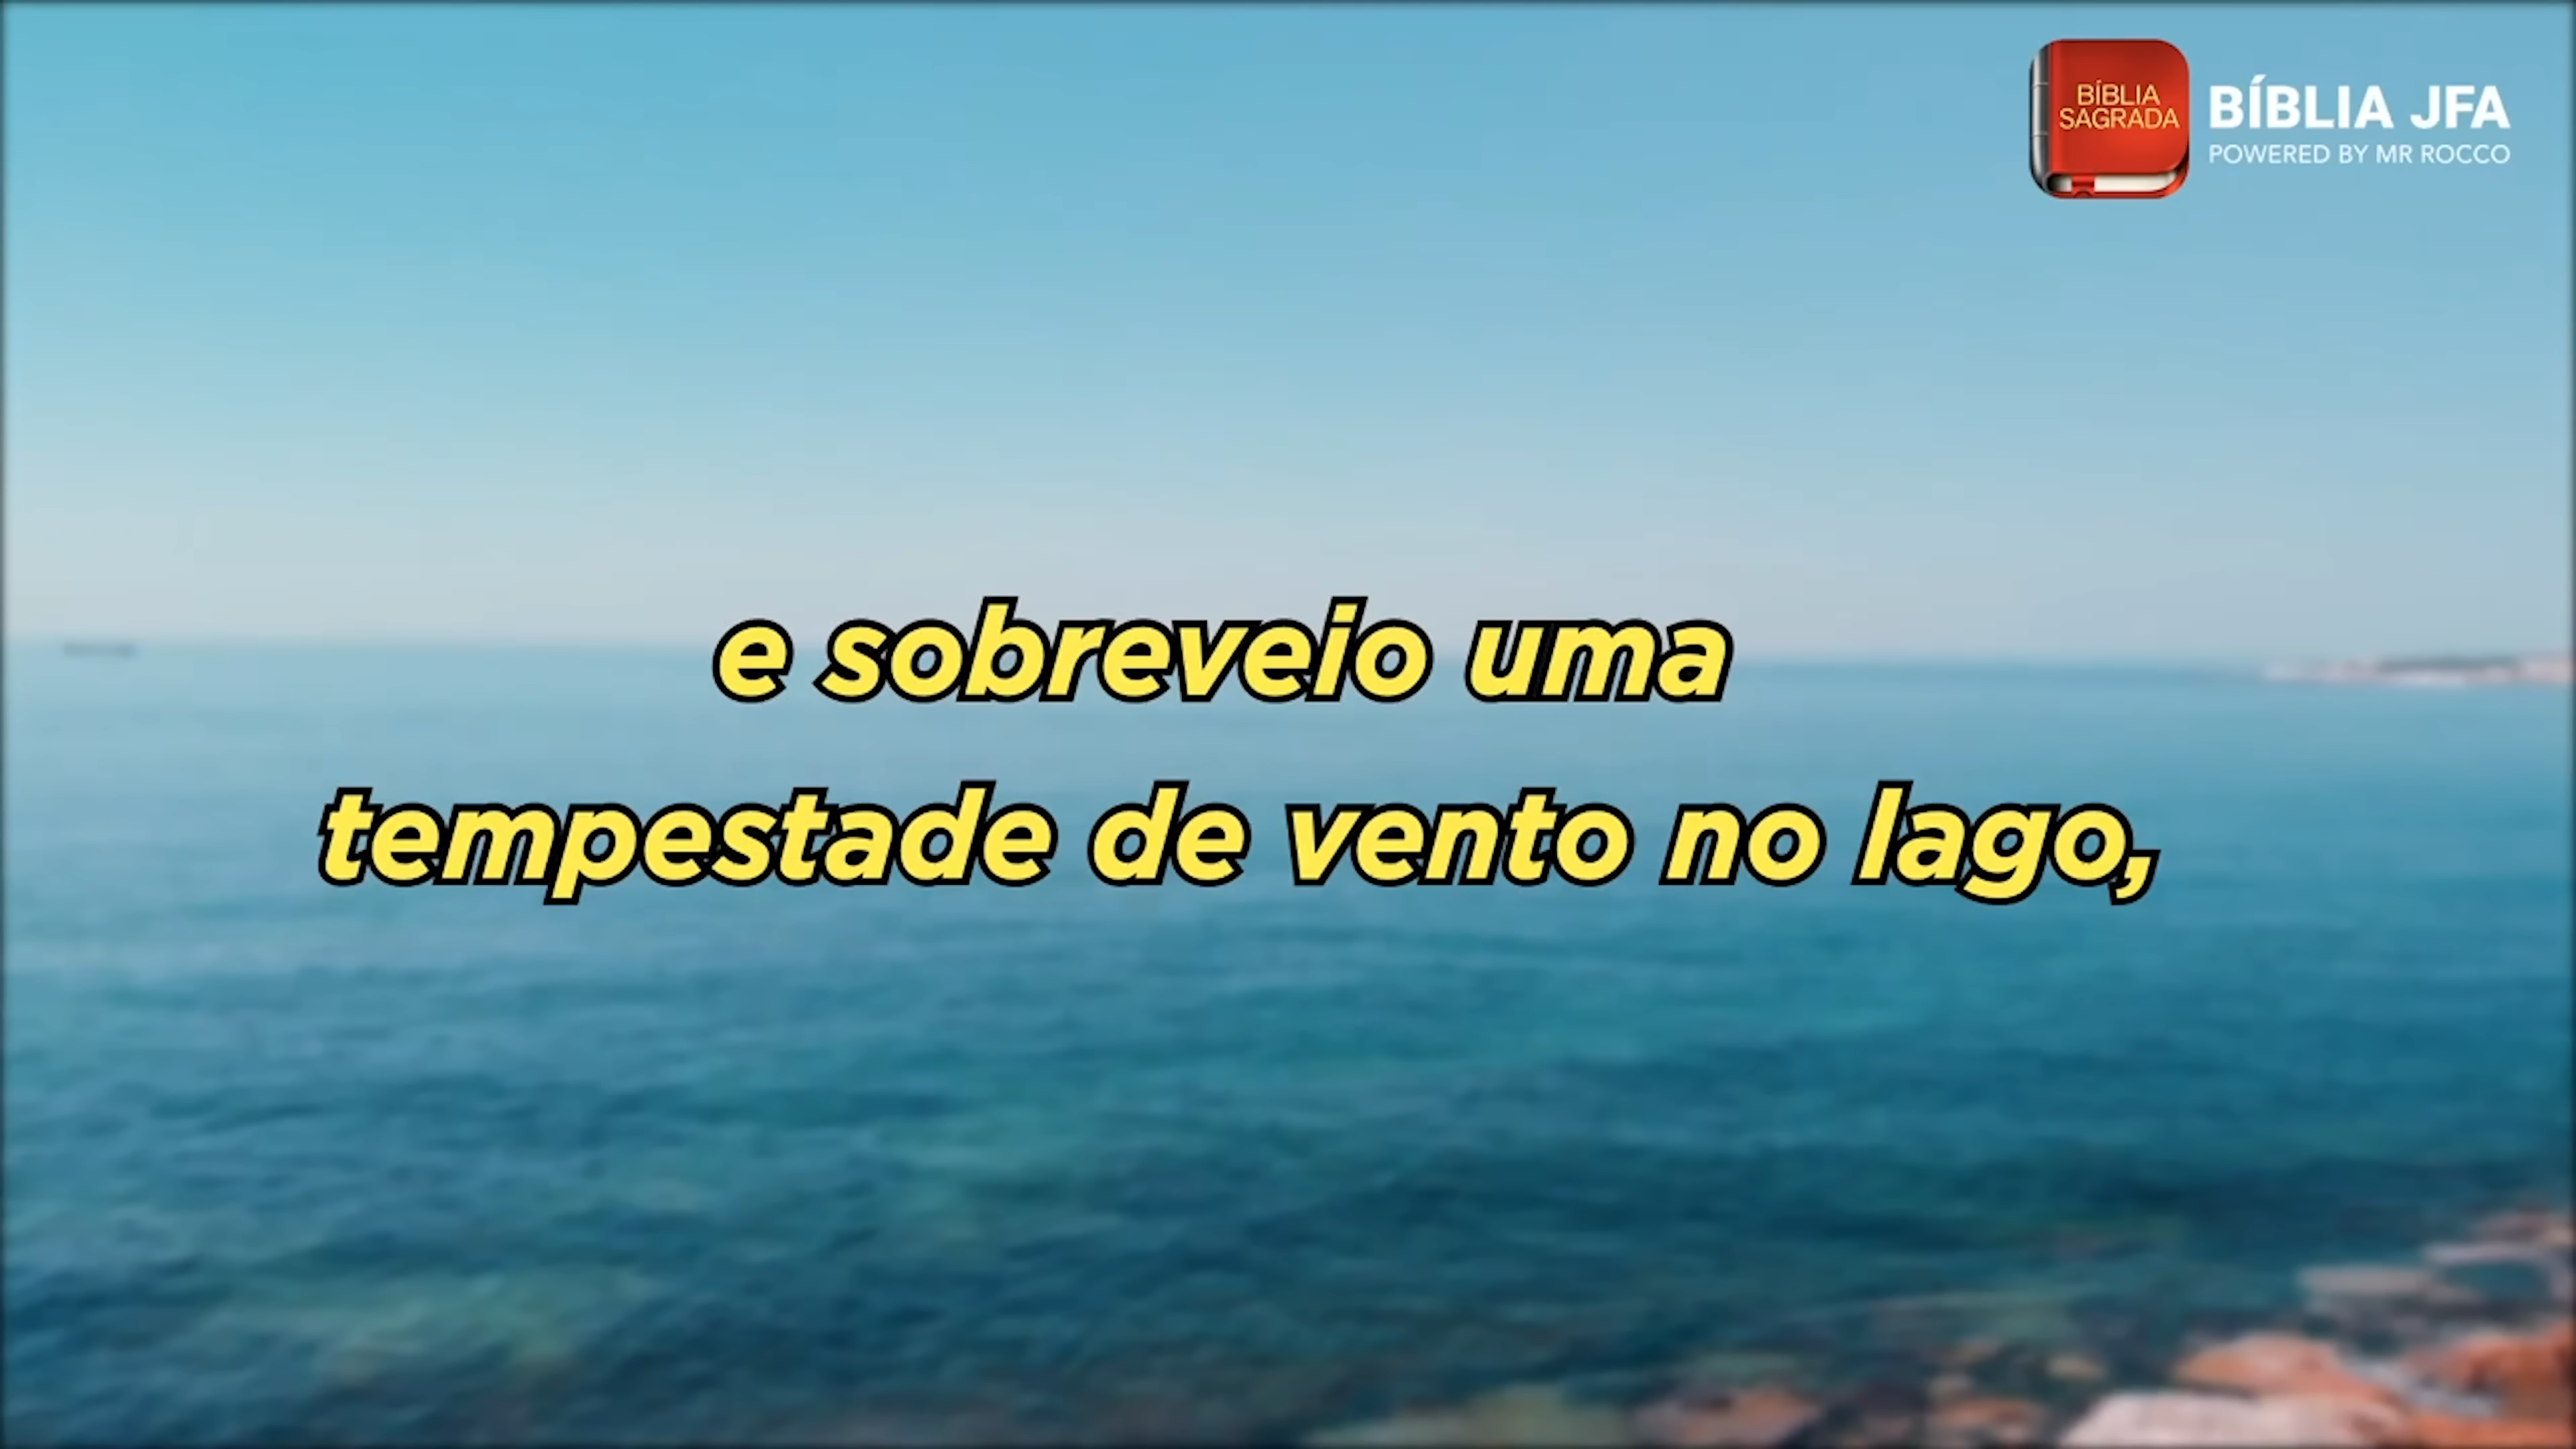 BÍBLIA
SAGRADA
BÍBLIA JFA
POWERED BY MR ROCCO
e sobreveio uma
tempestade de vento no lago,